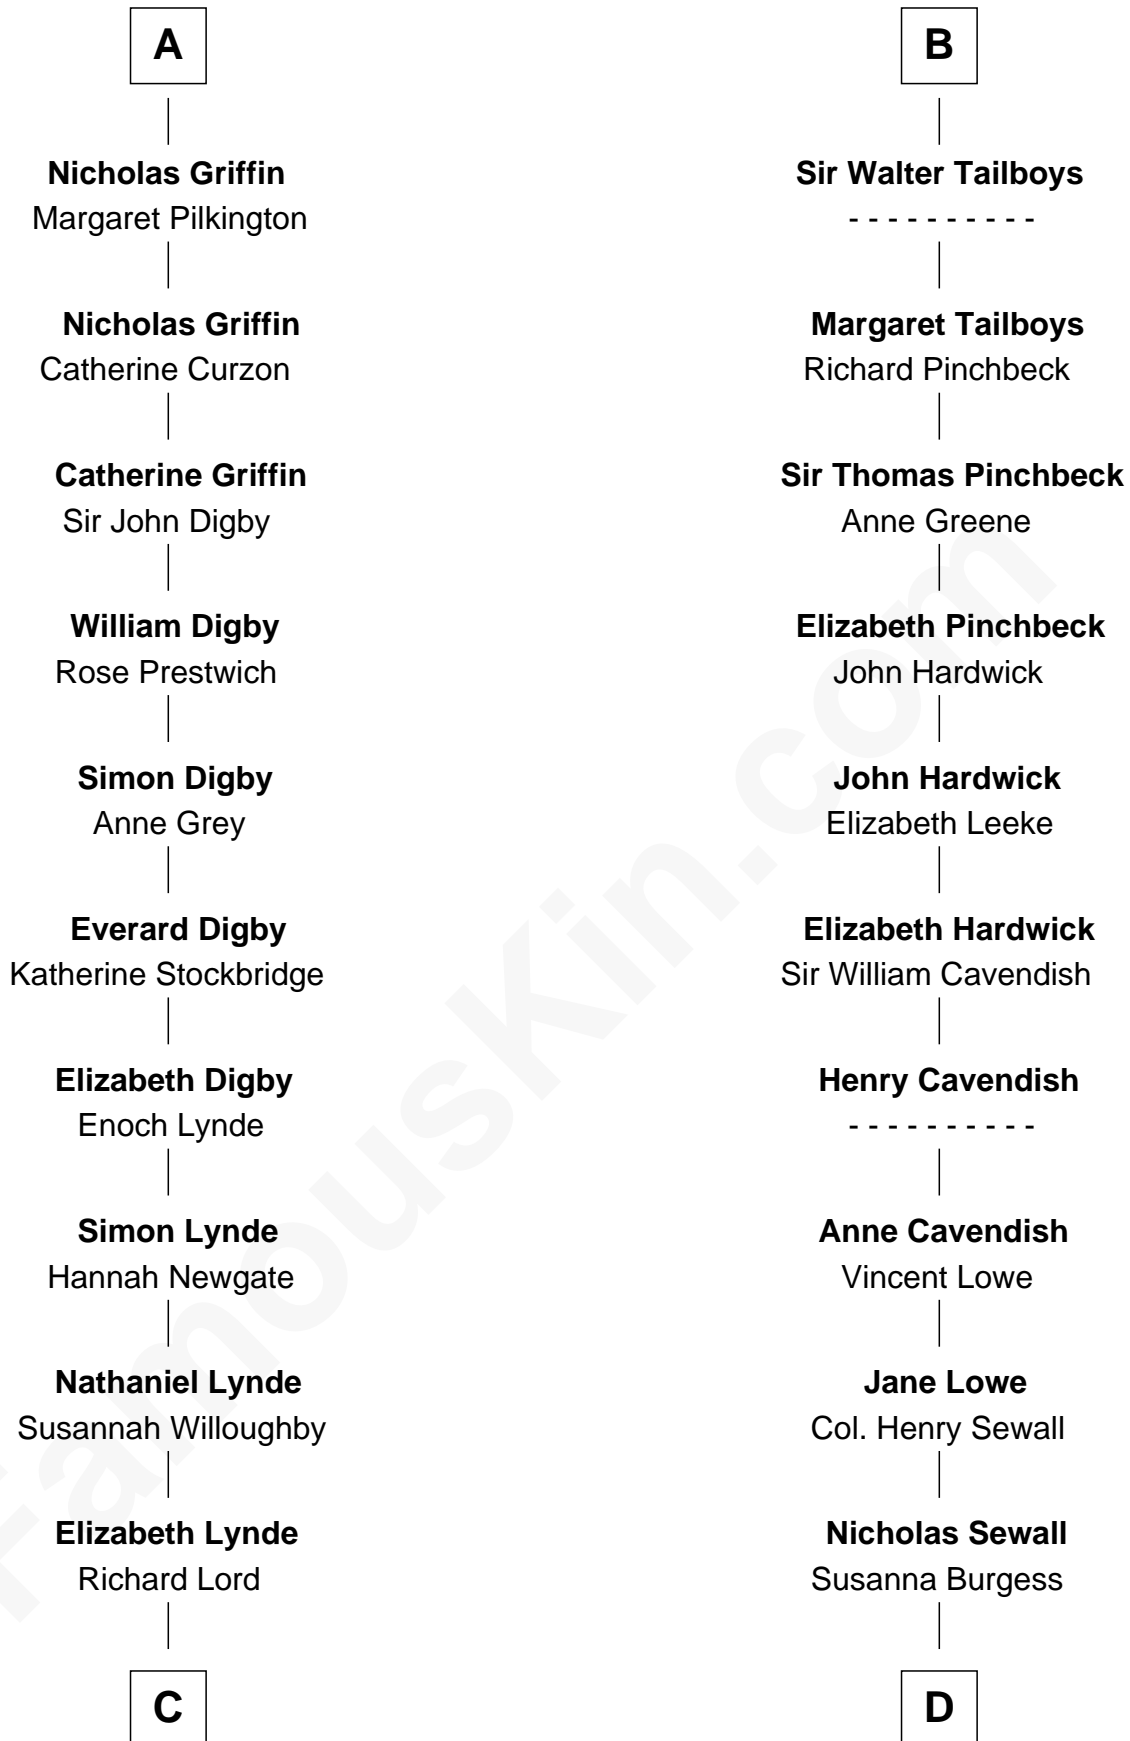 A
Nicholas Griffin
Margaret Pilkington
Nicholas Griffin
Catherine Curzon
Catherine Griffin
Sir John Digby
William Digby
Rose Prestwich
Simon Digby
Anne Grey
Everard Digby
Katherine Stockbridge
Elizabeth Digby
Enoch Lynde
Simon Lynde
Hannah Newgate
Nathaniel Lynde
Susannah Willoughby
Elizabeth Lynde
Richard Lord
C
B
Sir Walter Tailboys
- - - - - - - - - -
Margaret Tailboys
Richard Pinchbeck
Sir Thomas Pinchbeck
Anne Greene
Elizabeth Pinchbeck
John Hardwick
John Hardwick
Elizabeth Leeke
Elizabeth Hardwick
Sir William Cavendish
Henry Cavendish
- - - - - - - - - -
Anne Cavendish
Vincent Lowe
Jane Lowe
Col. Henry Sewall
Nicholas Sewall
Susanna Burgess
D
FamousKin.com